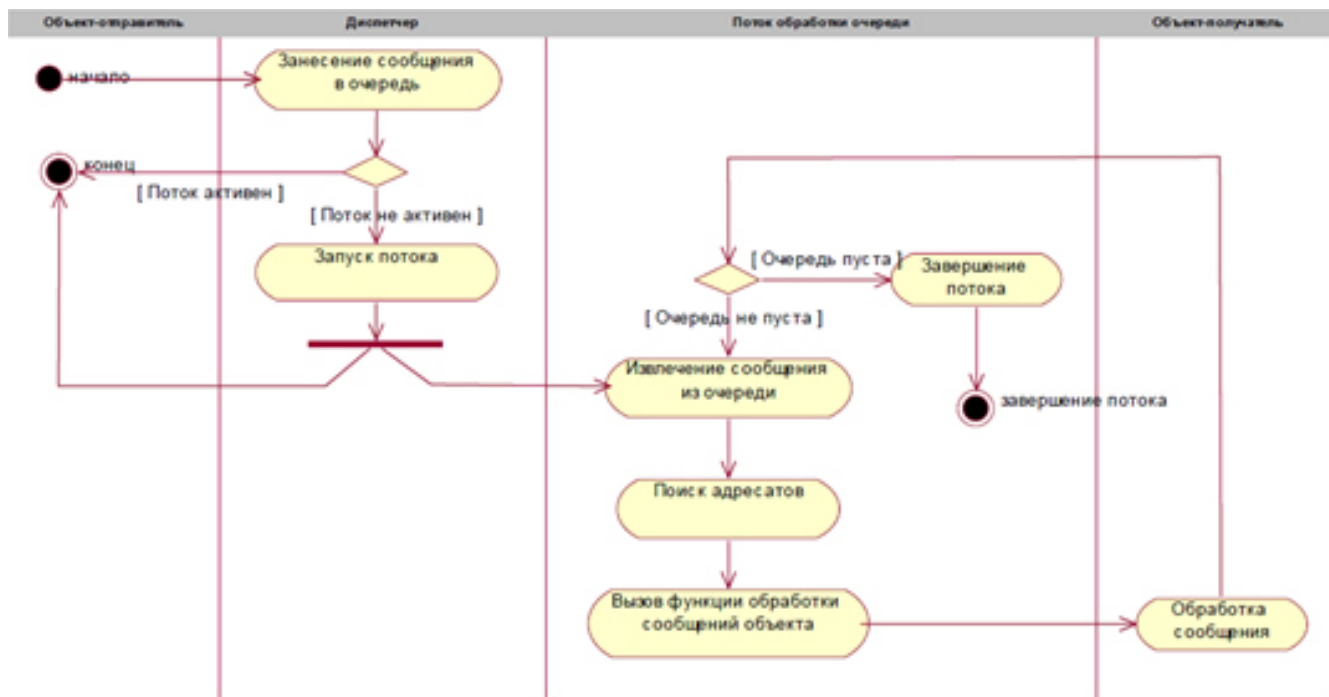 Объект-отправитель
Диспетчер
Поток обработки очереди
Объект-получатель
начало
Занесение сообщения
в очередь
конец
[ Поток активен ]
[ Поток не активен ]
Запуск потока
[ Очередь пуста ]
Завершение
потока
[ Очередь не пуста ]
Извлечение сообщения
из очереди
завершение потока
Поиск адресатов
Вызов функции обработки
сообщений объекта
Обработка
сообщения